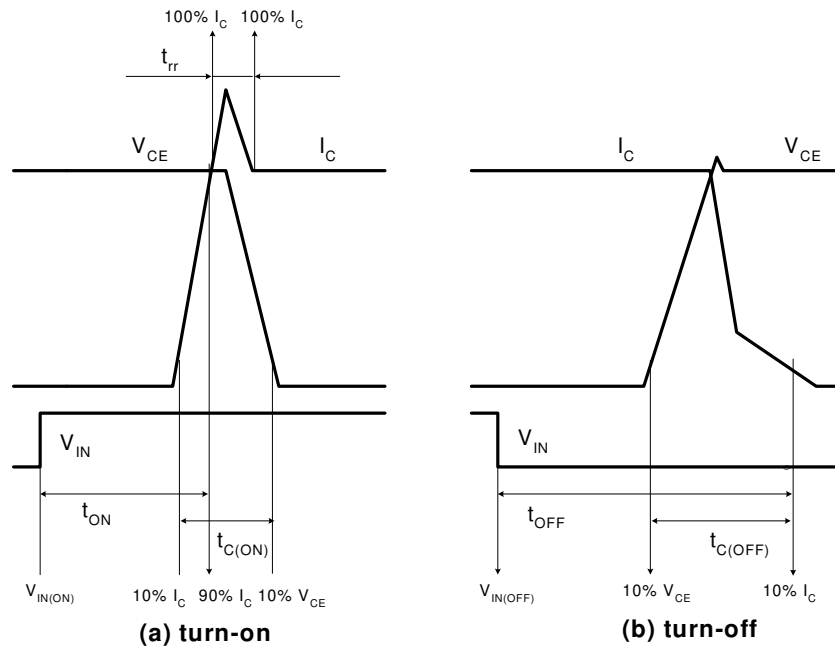 100% I_C 100% I_C
t_rr
V_CE I_C
V_IN
t_ON
t_C(ON)
V_IN(ON) 10% I_C 90% I_C 10% V_CE
(a) turn-on
I_C V_CE
V_IN
t_OFF
t_C(OFF)
V_IN(OFF) 10% V_CE 10% I_C
(b) turn-off